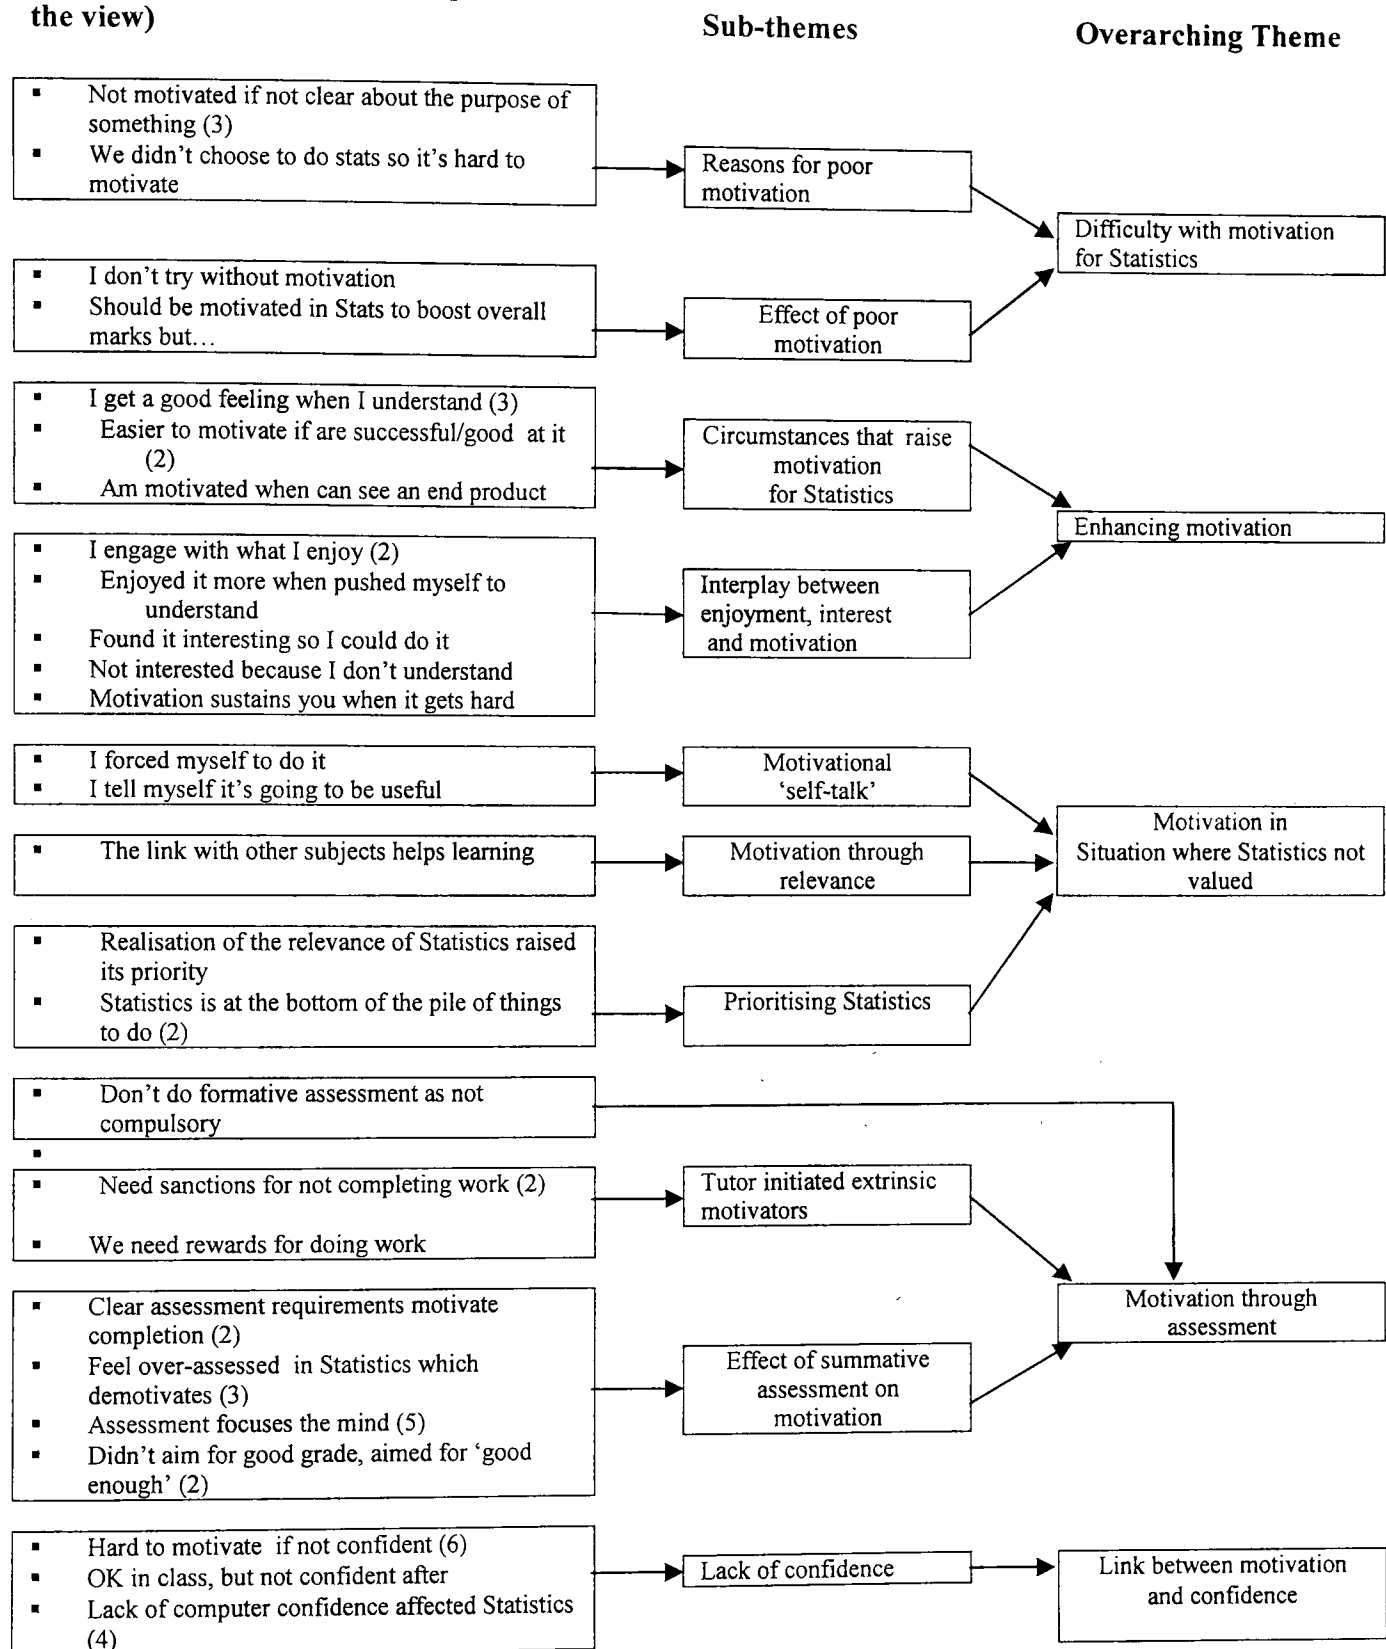 the view)
Sub-themes
Overarching Theme
▪ Not motivated if not clear about the purpose of
something (3)
▪ We didn't choose to do stats so it's hard to
motivate
Reasons for poor
motivation
Difficulty with motivation
for Statistics
▪ I don't try without motivation
▪ Should be motivated in Stats to boost overall
marks but…
Effect of poor
motivation
▪ I get a good feeling when I understand (3)
▪ Easier to motivate if are successful/good at it
(2)
▪ Am motivated when can see an end product
Circumstances that raise
motivation
for Statistics
Enhancing motivation
▪ I engage with what I enjoy (2)
▪ Enjoyed it more when pushed myself to
understand
▪ Found it interesting so I could do it
▪ Not interested because I don't understand
▪ Motivation sustains you when it gets hard
Interplay between
enjoyment, interest
and motivation
▪ I forced myself to do it
▪ I tell myself it's going to be useful
Motivational
'self-talk'
Motivation in
Situation where Statistics not
valued
▪ The link with other subjects helps learning
Motivation through
relevance
▪ Realisation of the relevance of Statistics raised
its priority
▪ Statistics is at the bottom of the pile of things
to do (2)
Prioritising Statistics
▪ Don't do formative assessment as not
compulsory
▪
▪ Need sanctions for not completing work (2)
▪ We need rewards for doing work
Tutor initiated extrinsic
motivators
Motivation through
assessment
▪ Clear assessment requirements motivate
completion (2)
▪ Feel over-assessed in Statistics which
demotivates (3)
▪ Assessment focuses the mind (5)
▪ Didn't aim for good grade, aimed for 'good
enough' (2)
Effect of summative
assessment on
motivation
▪ Hard to motivate if not confident (6)
▪ OK in class, but not confident after
▪ Lack of computer confidence affected Statistics
(4)
Lack of confidence
Link between motivation
and confidence